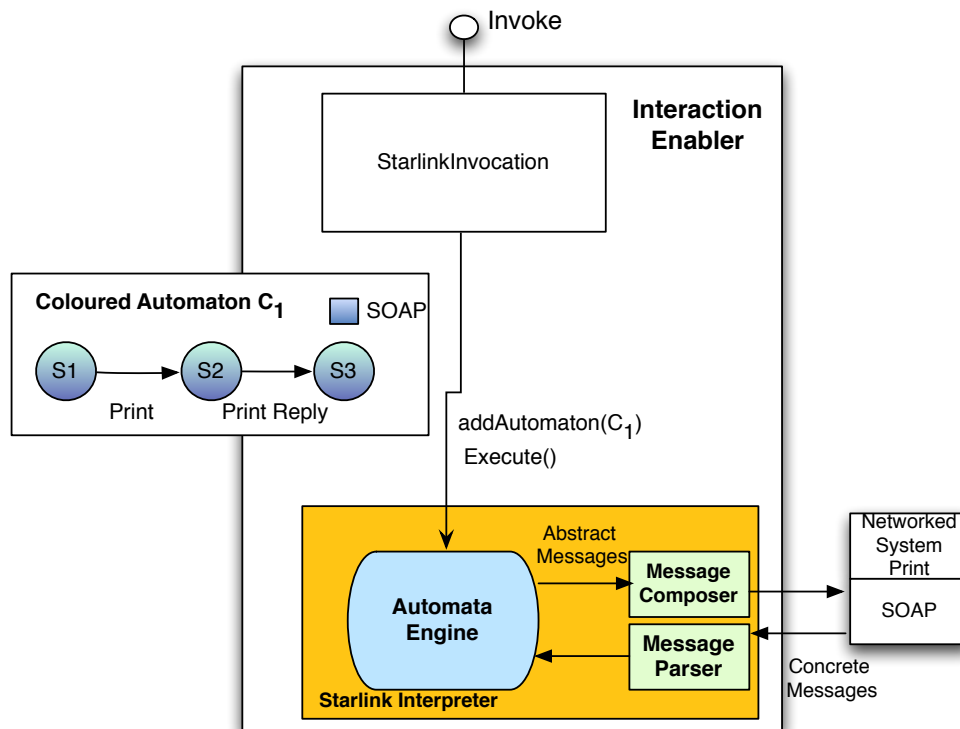 Invoke
Interaction
Enabler
StarlinkInvocation
Coloured Automaton C1
SOAP
S1
S2
S3
Print
Print Reply
addAutomaton(C1)
Execute()
Abstract
Messages
Automata
Engine
Message
Composer
Message
Parser
Starlink Interpreter
Networked
System
Print
SOAP
Concrete
Messages